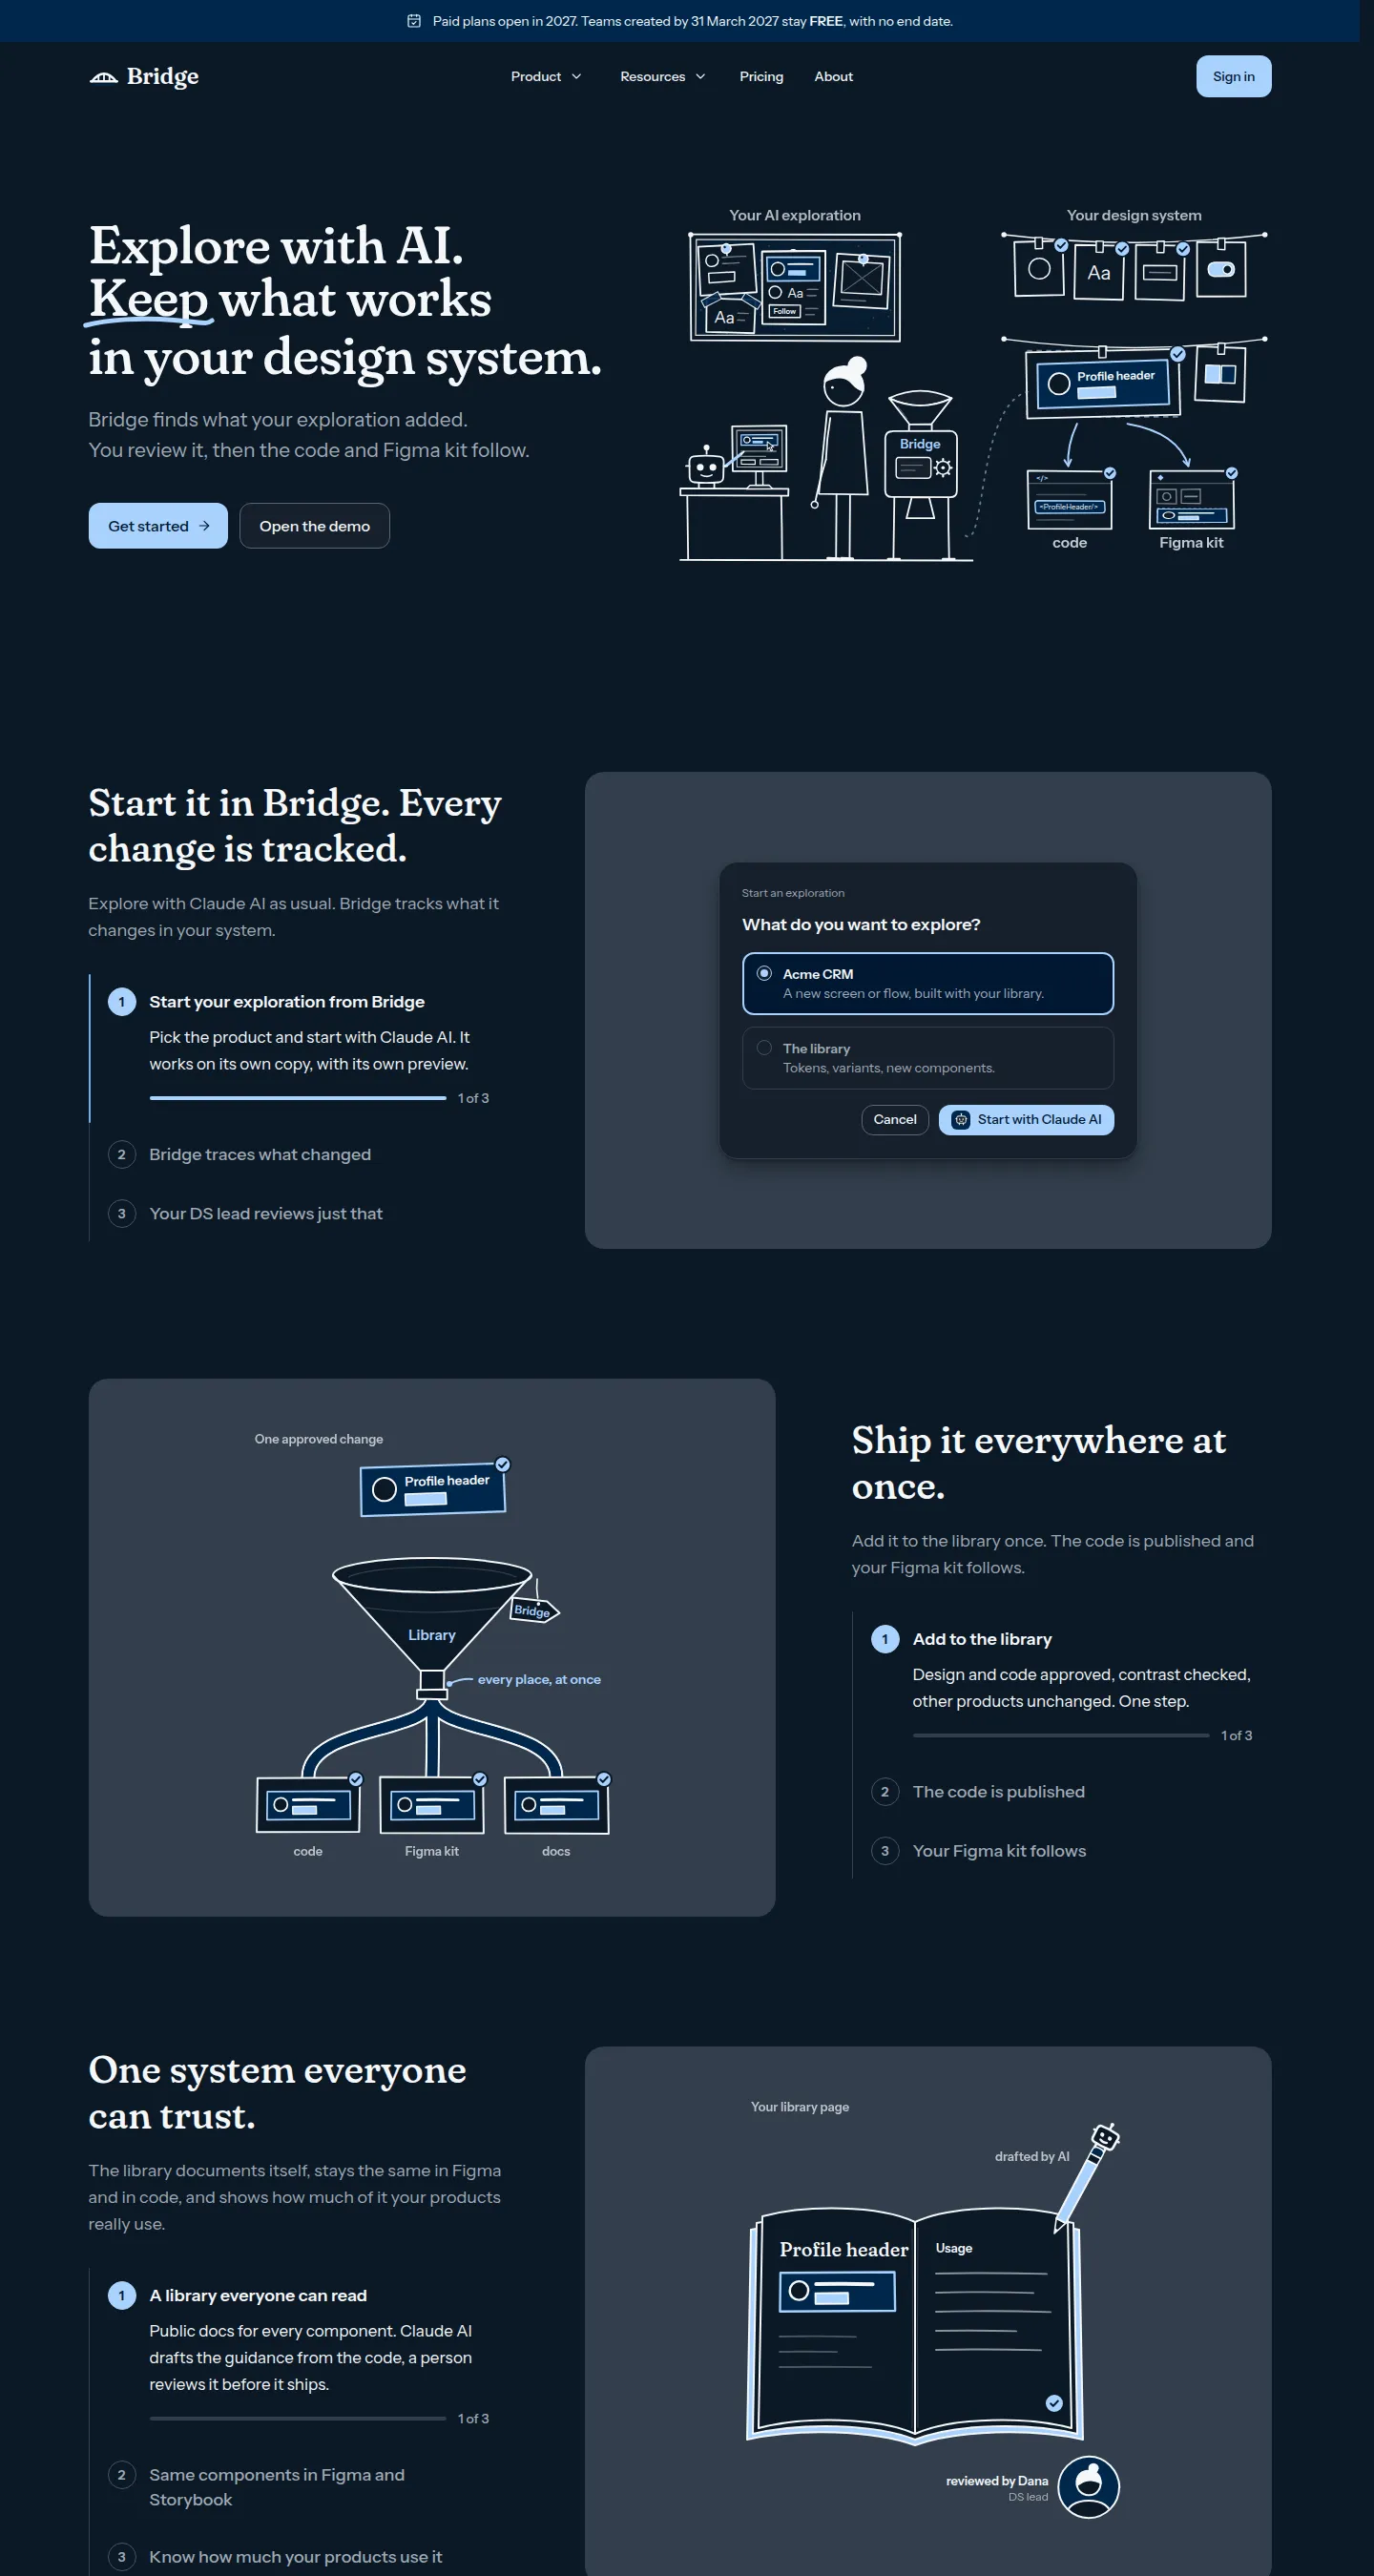 Paid plans open in 2027. Teams created by 31 March 2027 stay FREE, with no end date.
Bridge
Product
Resources
Pricing
About
Sign in
Explore with AI.
Keep what works
in your design system.
Bridge finds what your exploration added.
You review it, then the code and Figma kit follow.
Get started
Open the demo
Your AI exploration
Aa
Follow
Aa
Your design system
Aa
Profile header
Bridge
</>
<ProfileHeader/>
code
Figma kit
Start it in Bridge. Every
change is tracked.
Explore with Claude AI as usual. Bridge tracks what it
changes in your system.
1
Start your exploration from Bridge
Pick the product and start with Claude AI. It
works on its own copy, with its own preview.
1 of 3
2
Bridge traces what changed
3
Your DS lead reviews just that
Start an exploration
What do you want to explore?
Acme CRM
A new screen or flow, built with your library.
The library
Tokens, variants, new components.
Cancel
Start with Claude AI
One approved change
Profile header
Bridge
Library
every place, at once
code
Figma kit
docs
Ship it everywhere at
once.
Add it to the library once. The code is published and
your Figma kit follows.
1
Add to the library
Design and code approved, contrast checked,
other products unchanged. One step.
1 of 3
2
The code is published
3
Your Figma kit follows
One system everyone
can trust.
The library documents itself, stays the same in Figma
and in code, and shows how much of it your products
really use.
1
A library everyone can read
Public docs for every component. Claude AI
drafts the guidance from the code, a person
reviews it before it ships.
1 of 3
2
Same components in Figma and
Storybook
3
Know how much your products use it
Your library page
drafted by AI
Profile header
Usage
reviewed by Dana
DS lead